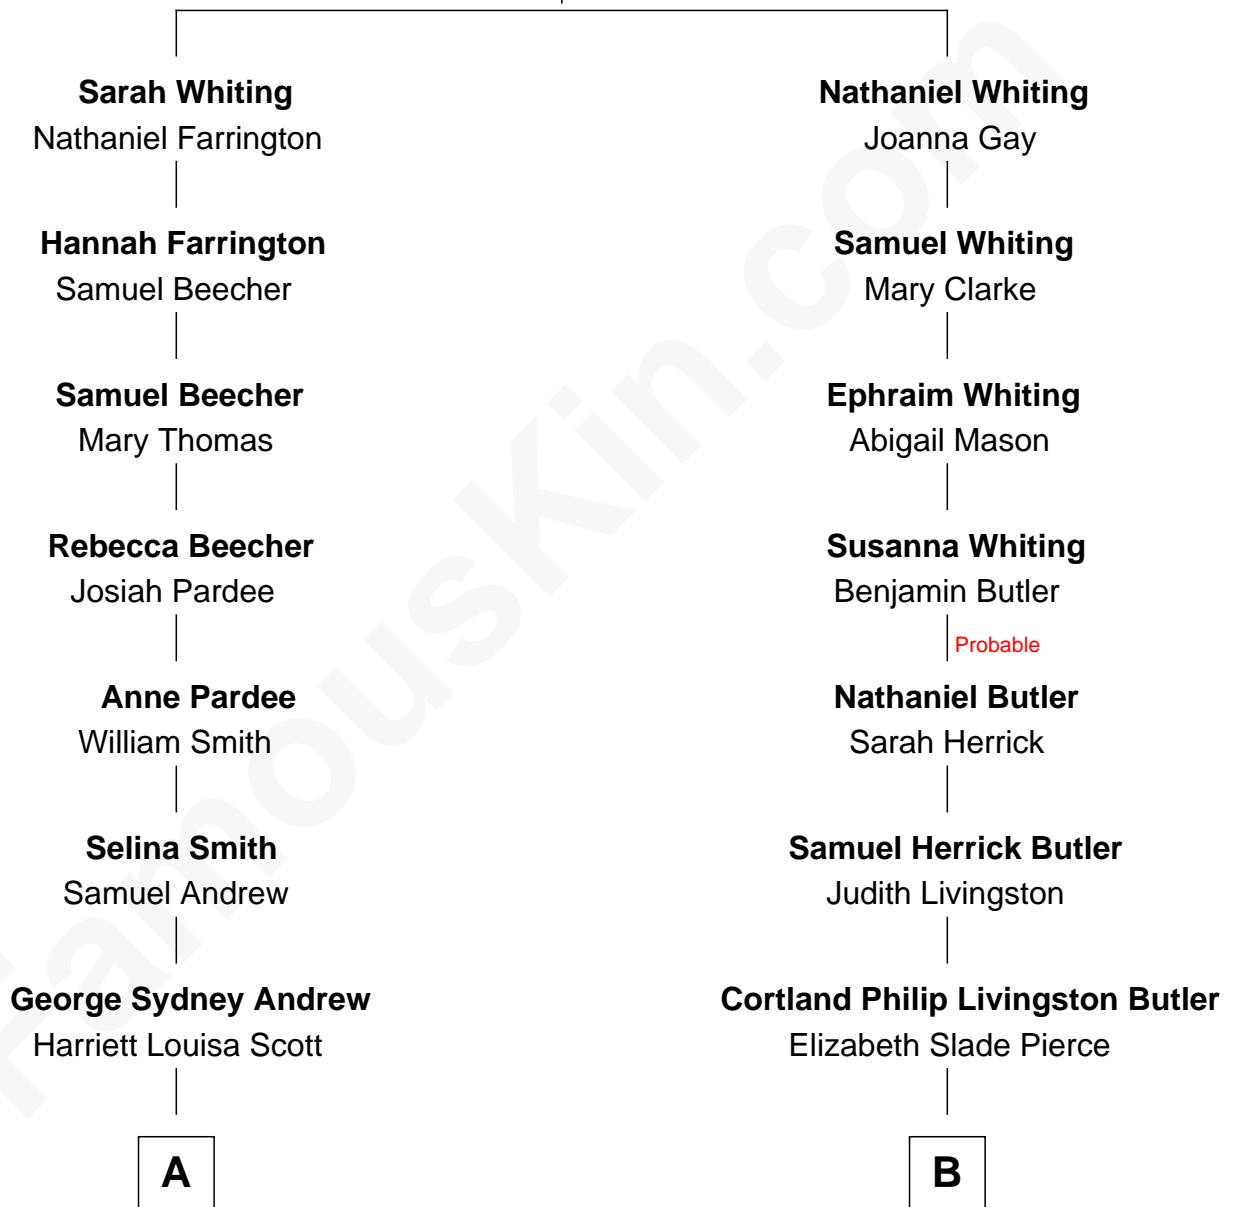 Sarah Whiting
Nathaniel Farrington
Hannah Farrington
Samuel Beecher
Samuel Beecher
Mary Thomas
Rebecca Beecher
Josiah Pardee
Anne Pardee
William Smith
Selina Smith
Samuel Andrew
George Sydney Andrew
Harriett Louisa Scott
A
Nathaniel Whiting
Joanna Gay
Samuel Whiting
Mary Clarke
Ephraim Whiting
Abigail Mason
Susanna Whiting
Benjamin Butler
Probable
Nathaniel Butler
Sarah Herrick
Samuel Herrick Butler
Judith Livingston
Cortland Philip Livingston Butler
Elizabeth Slade Pierce
B
FamousKin.com